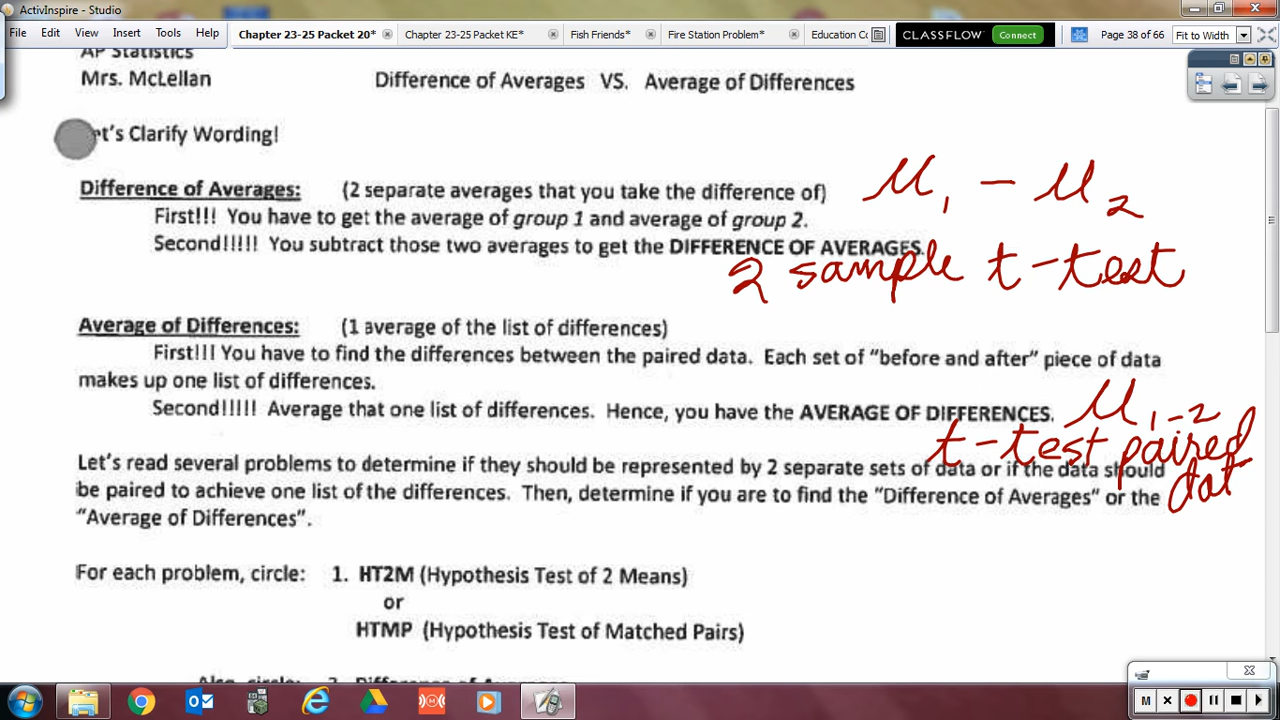 ActivInspire - Studio
File Edit View Insert Tools Help
Chapter 23-25 Packet 20*
Chapter 23-25 Packet KE*
Fish Friends*
Fire Station Problem*
Education Co
CLASSFLOW Connect
Page 38 of 66
Fit To Width
AP Statistics
Mrs. McLellan
Difference of Averages VS. Average of Differences
et's Clarify Wording!
Difference of Averages: (2 separate averages that you take the difference of) μ₁ - μ₂
First!!! You have to get the average of group 1 and average of group 2.
Second!!!!! You subtract those two averages to get the DIFFERENCE OF AVERAGES.
2 sample t-test
Average of Differences: (1 average of the list of differences)
First!!! You have to find the differences between the paired data. Each set of "before and after" piece of data
makes up one list of differences.
Second!!!!! Average that one list of differences. Hence, you have the AVERAGE OF DIFFERENCES. μ₁₋₂
t-test paired
dat
Let's read several problems to determine if they should be represented by 2 separate sets of data or if the data should
be paired to achieve one list of the differences. Then, determine if you are to find the "Difference of Averages" or the
"Average of Differences".
For each problem, circle: 1. HT2M (Hypothesis Test of 2 Means)
or
HTMP (Hypothesis Test of Matched Pairs)
M